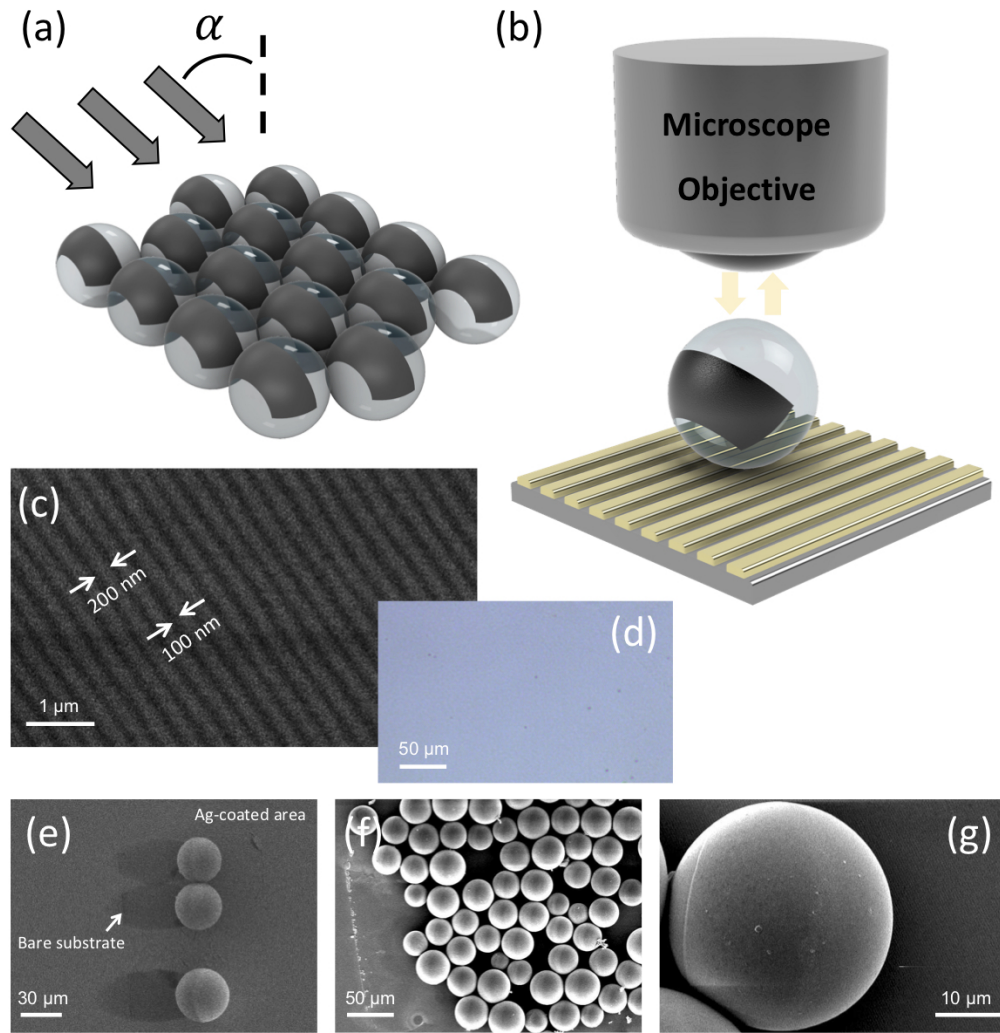 (a)
α
(b)
Microscope
Objective
(c)
200 nm
100 nm
1 μm
(d)
50 μm
(e)
Ag-coated area
Bare substrate
30 μm
(f)
50 μm
(g)
10 μm